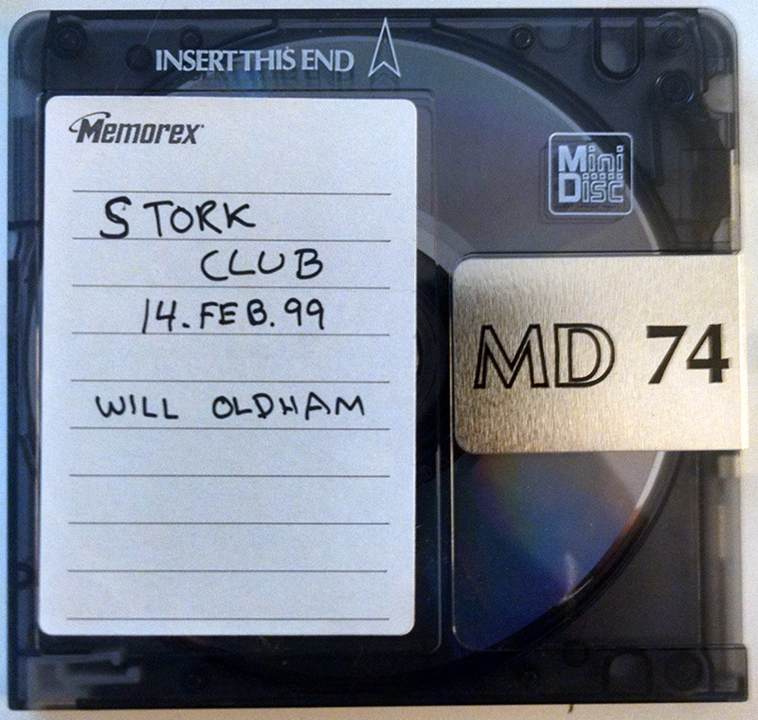 INSERT THIS END
Memorex
STORK
CLUB
14.FEB.99
WILL OLDHAM
Mini
Disc
MD 74